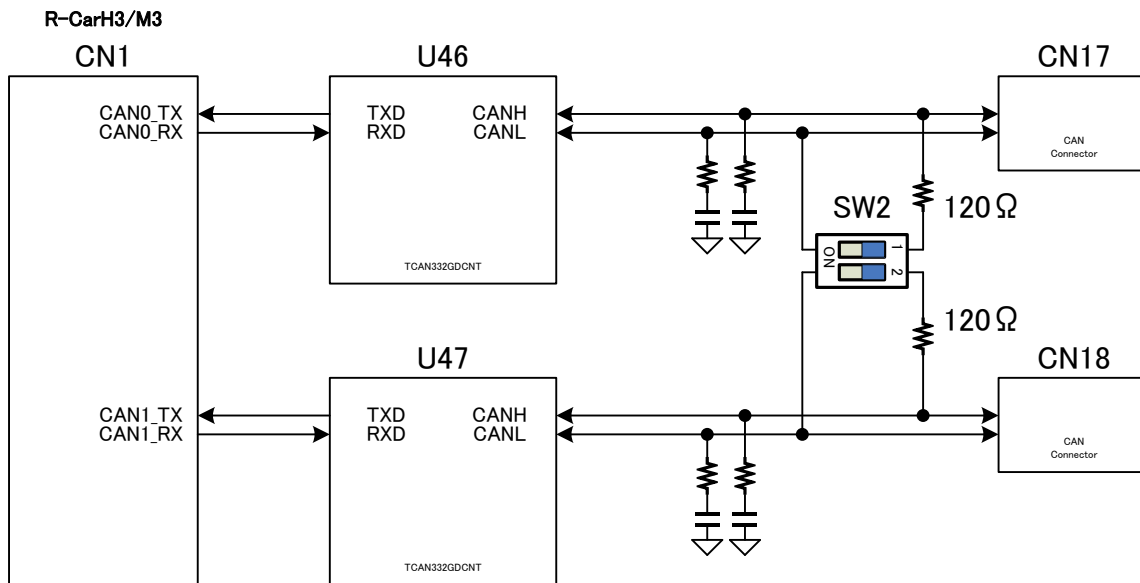 R-CarH3/M3
CN1
U46
CN17
CAN0_TX
CAN0_RX
TXD
RXD
CANH
CANL
CAN
Connector
SW2
120Ω
ON
1
2
TCAN332GDCNT
120Ω
U47
CN18
CAN1_TX
CAN1_RX
TXD
RXD
CANH
CANL
CAN
Connector
TCAN332GDCNT